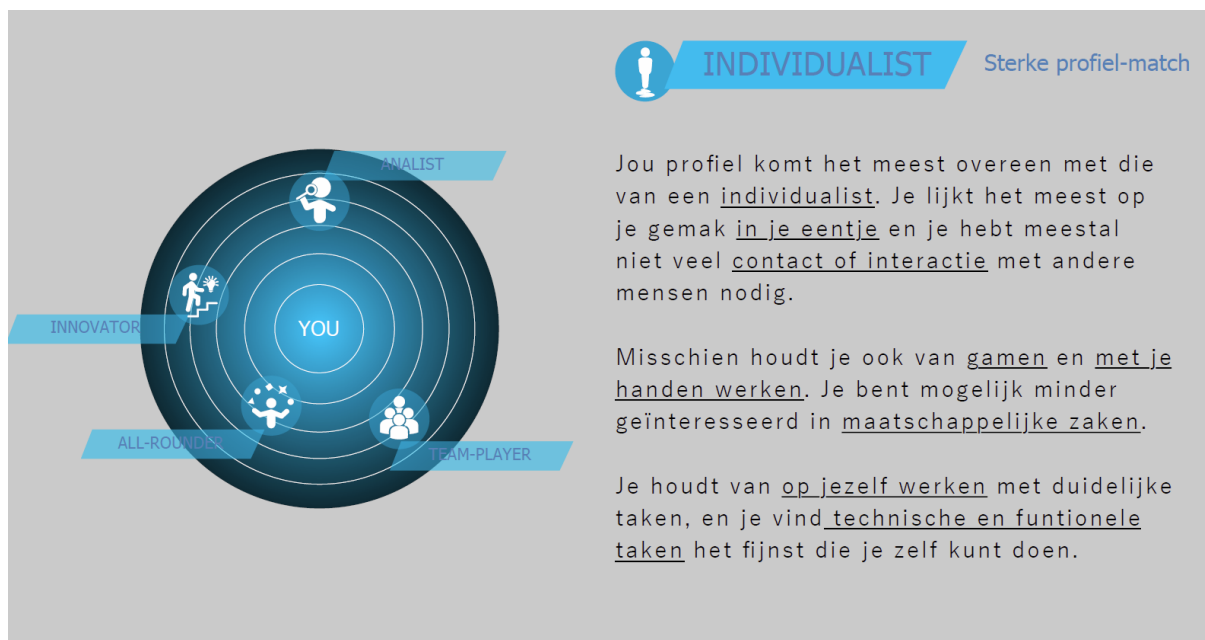 ANALIST
INNOVATOR
YOU
ALL-ROUNDER
TEAM-PLAYER
INDIVIDUALIST
Sterke profiel-match
Jou profiel komt het meest overeen met die
van een individualist. Je lijkt het meest op
je gemak in je eentje en je hebt meestal
niet veel contact of interactie met andere
mensen nodig.
Misschien houdt je ook van gamen en met je
handen werken. Je bent mogelijk minder
geïnteresseerd in maatschappelijke zaken.
Je houdt van op jezelf werken met duidelijke
taken, en je vind technische en funtionele
taken het fijnst die je zelf kunt doen.